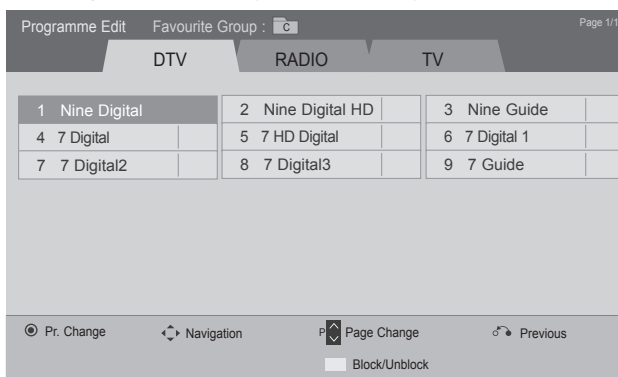 Programme Edit Favourite Group : C Page 1/1
DTV RADIO TV
1 Nine Digital 2 Nine Digital HD 3 Nine Guide
4 7 Digital 5 7 HD Digital 6 7 Digital 1
7 7 Digital2 8 7 Digital3 9 7 Guide
Pr. Change Navigation P Page Change Previous
Block/Unblock